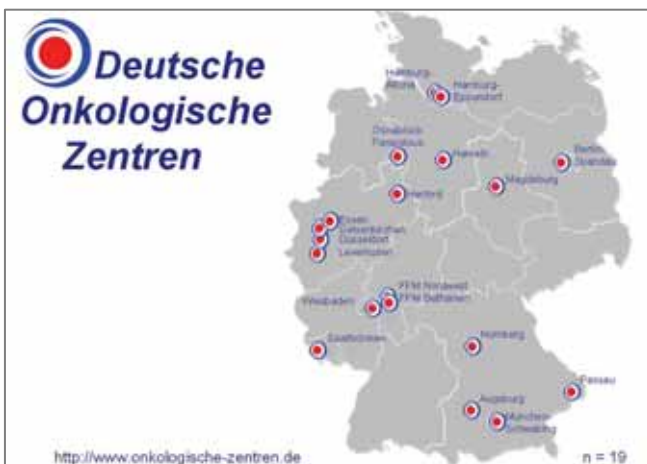 Deutsche
Onkologische
Zentren
Hamburg-
Altona
Hamburg-
Eppendorf
Osnabrück-
Hameln
Berlin-
Spandau
Magdeburg
Herford
Essen
Gelsenkirchen
Düsseldorf
Leverkusen
FFM Nordwest
FFM Bethanien
Wiesbaden
Saarbrücken
Nürnberg
Passau
Augsburg
München-
Schwabing
http://www.onkologische-zentren.de
n = 19